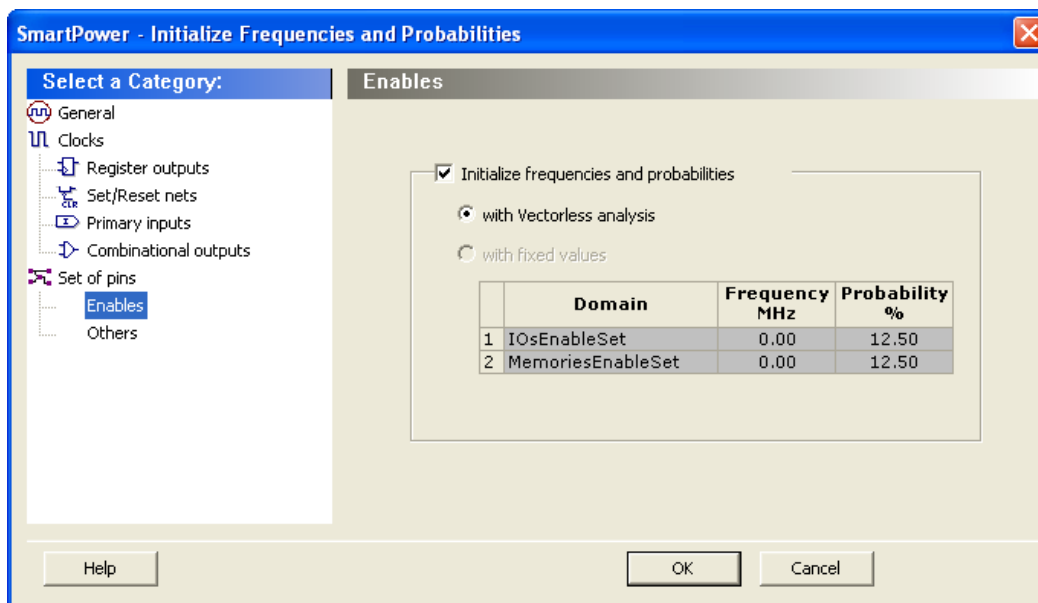 SmartPower - Initialize Frequencies and Probabilities
Select a Category:
General
Clocks
Register outputs
CLR
Set/Reset nets
Primary inputs
Combinational outputs
Set of pins
Enables
Others
Enables
Initialize frequencies and probabilities
with Vectorless analysis
with fixed values
Domain Frequency MHz Probability %
1 IOsEnableSet 0.00 12.50
2 MemoriesEnableSet 0.00 12.50
Help OK Cancel